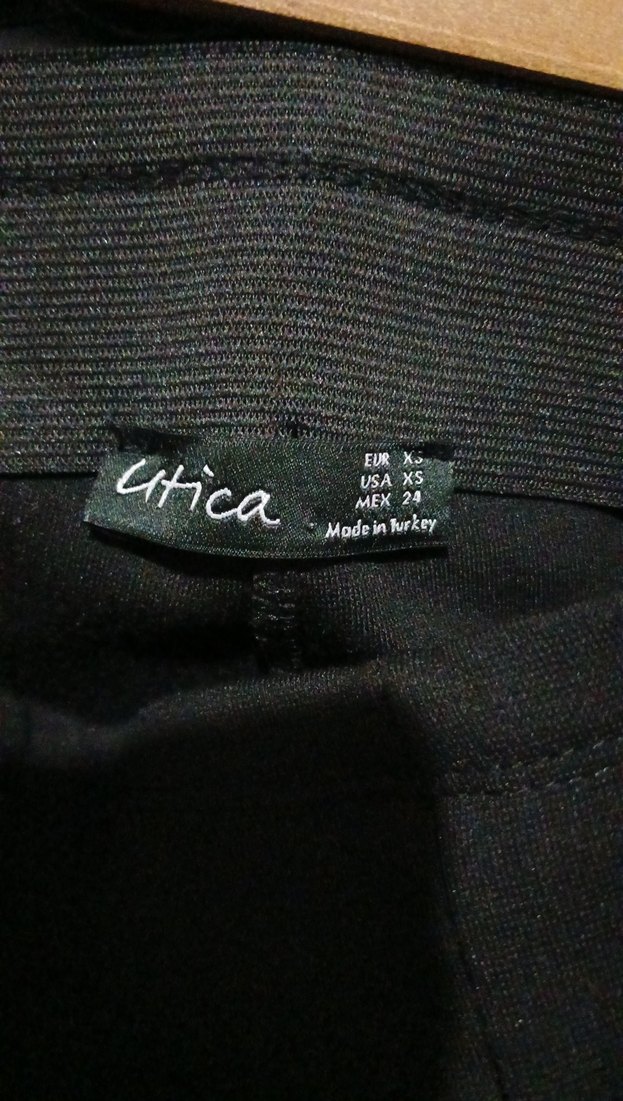 utica
EUR XS
USA XS
MEX 24
Made in Turkey